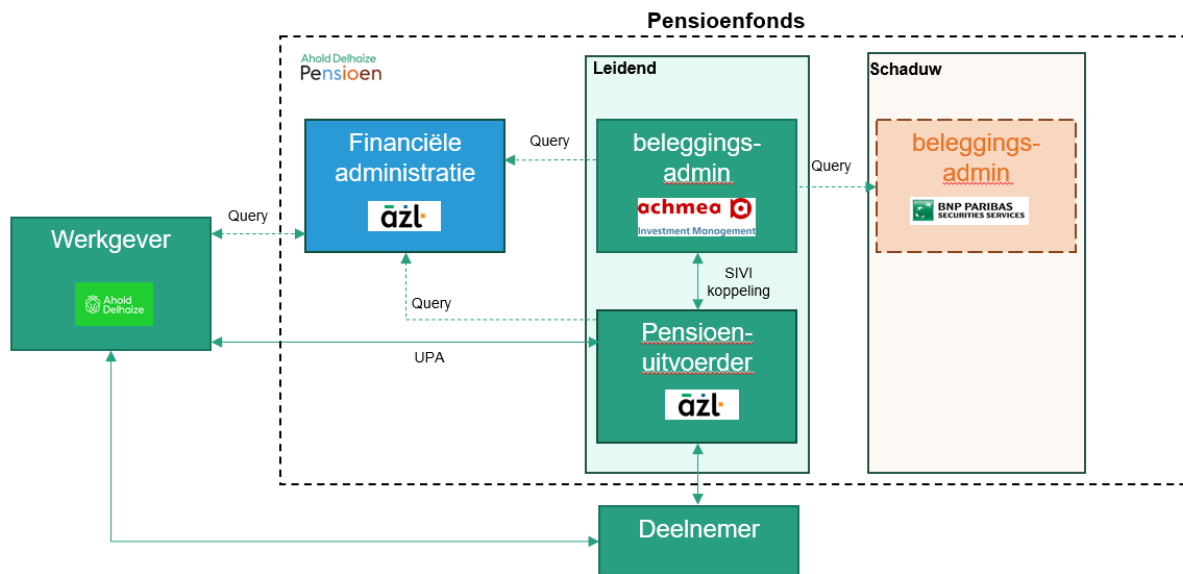 Pensioenfonds
Ahold Delhaize
Pensioen
Leidend
Schaduw
Financiële
administratie
azl
Query
beleggings-
admin
achmea
Investment Management
Query
beleggings-
admin
BNP PARIBAS
SECURITIES SERVICES
Query
Werkgever
Ahold
Delhaize
SIVI
koppeling
Query
UPA
Pensioen-
uitvoerder
azl
Deelnemer